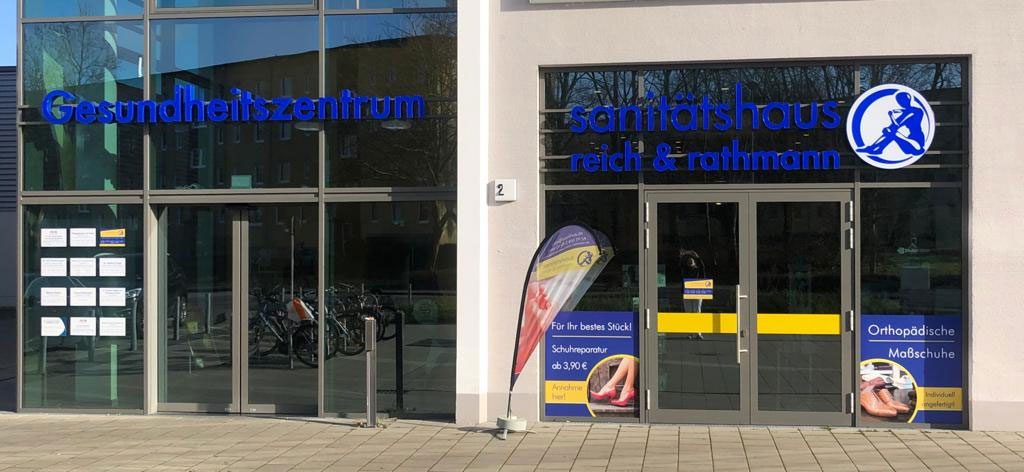 Gesundheitszentrum
sanitätshaus
reich & rathmann
2
Für Ihr bestes Stück!
Schuhreparatur
ab 3,90 €
Annahme
hier!
Orthopädische
Maßschuhe
Individuell
angefertigt!